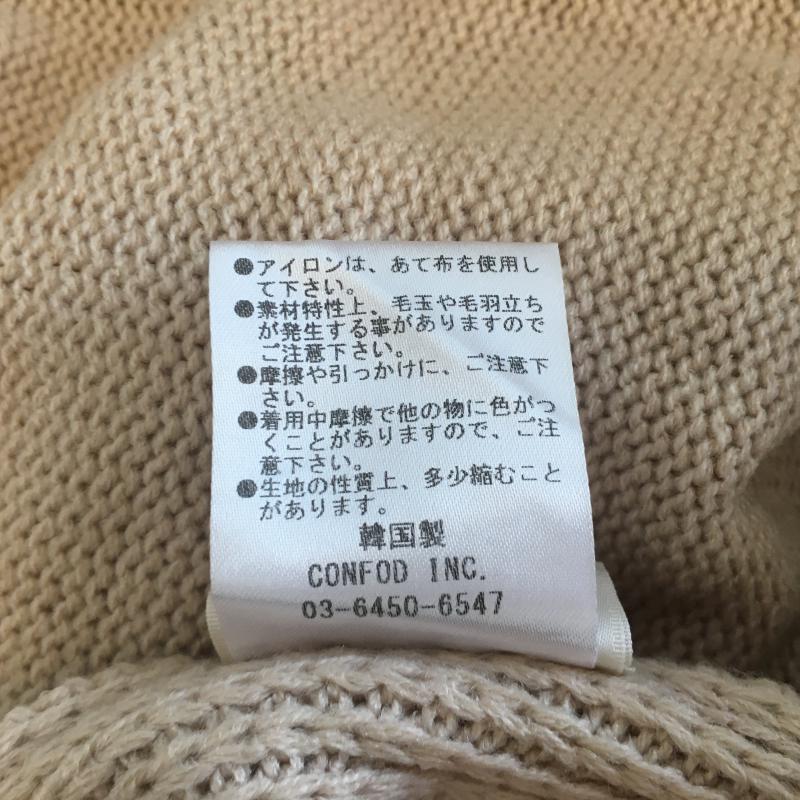 ●アイロンは、あて布を使用し
て下さい。
●素材特性上、毛玉や毛羽立ち
が発生する事がありますので
ご注意下さい。
●摩擦や引っかけに、ご注意下
さい。
●着用中摩擦で他の物に色がつ
くことがありますので、ご注
意下さい。
●生地の性質上、多少縮むこと
があります。
韓国製
CONFOD INC.
03-6450-6547